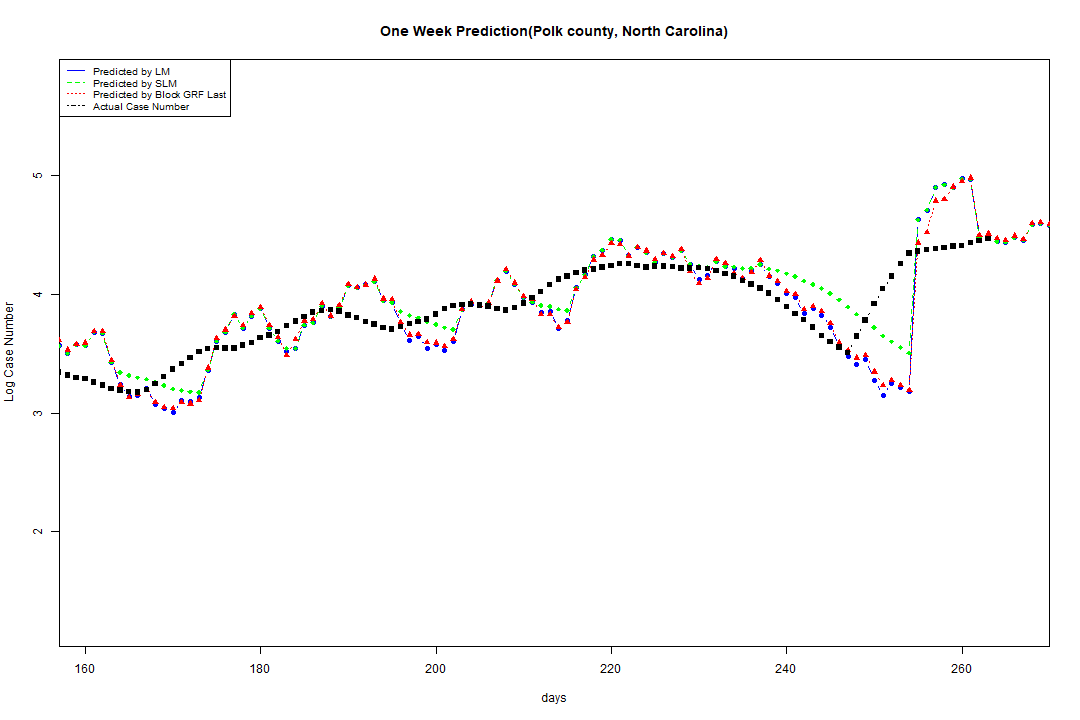 One Week Prediction(Polk county, North Carolina)
Predicted by LM
Predicted by SLM
Predicted by Block GRF Last
Actual Case Number
5
4
3
2
Log Case Number
160 180 200 220 240 260
days